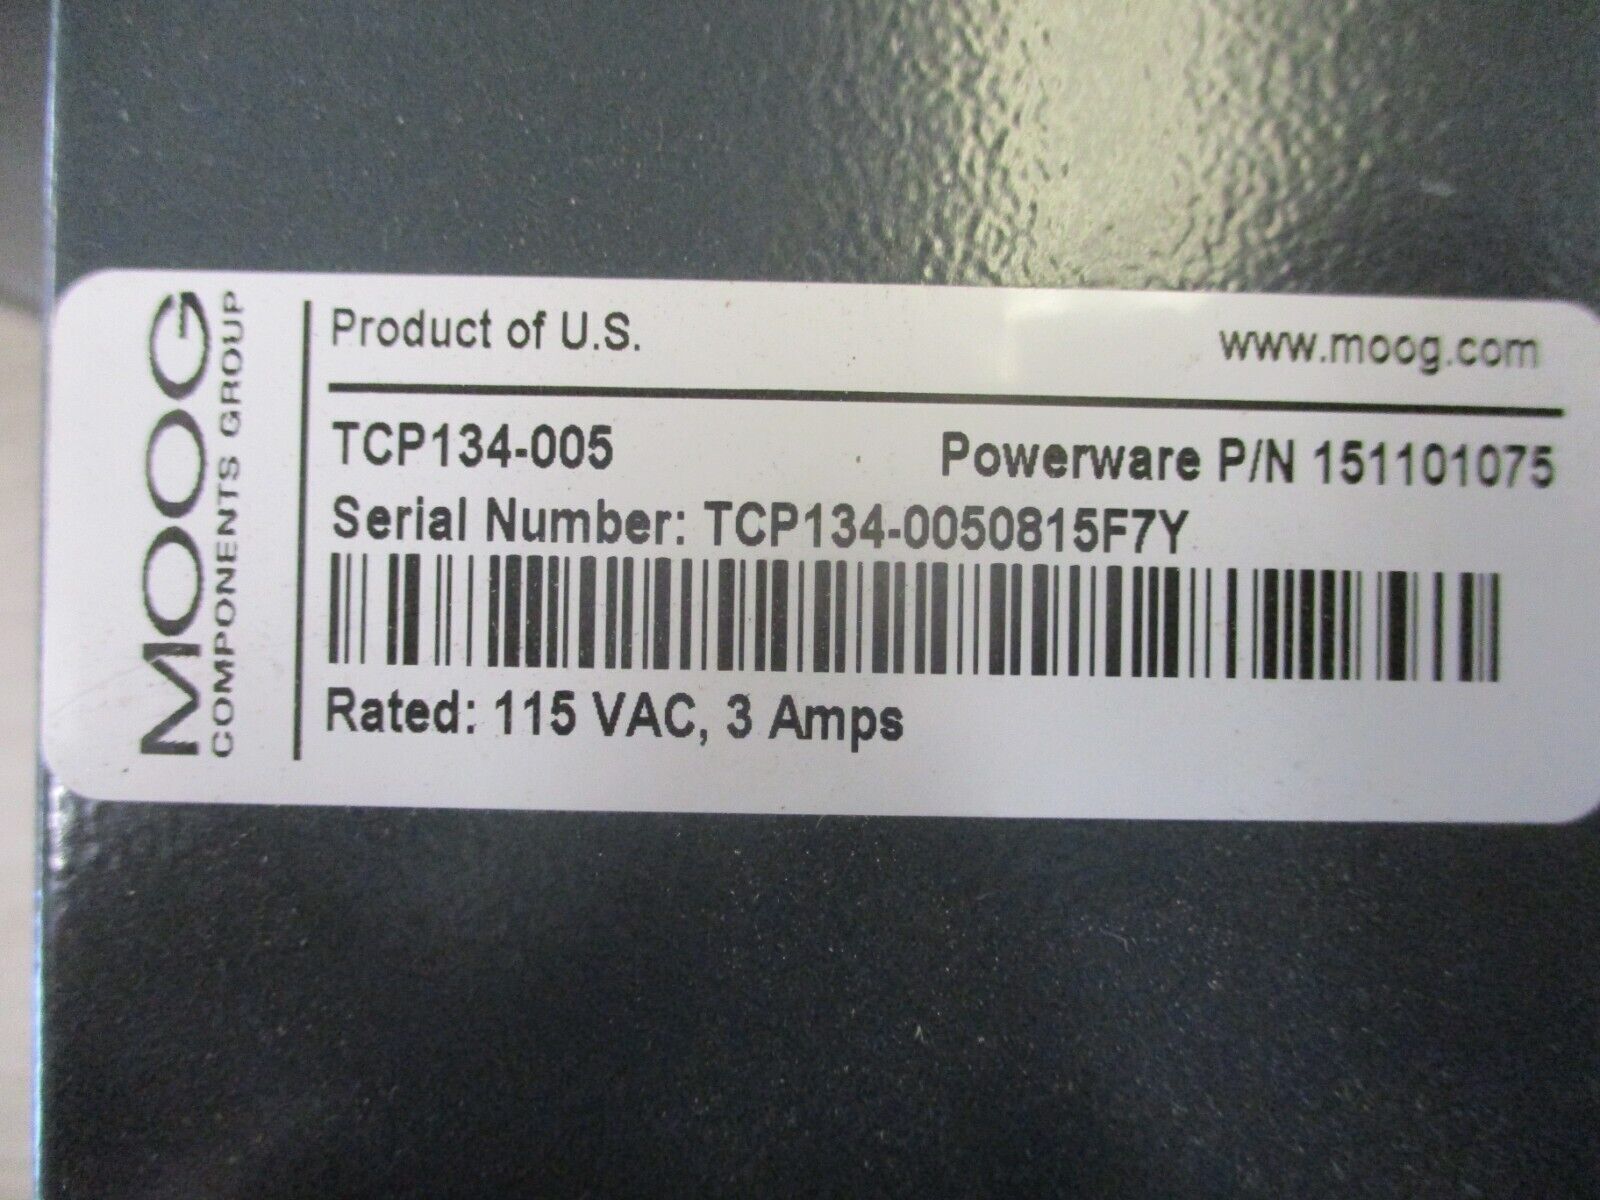 MOOG
COMPONENTS GROUP
Product of U.S.
www.moog.com
TCP134-005
Powerware P/N 151101075
Serial Number: TCP134-0050815F7Y
Rated: 115 VAC, 3 Amps